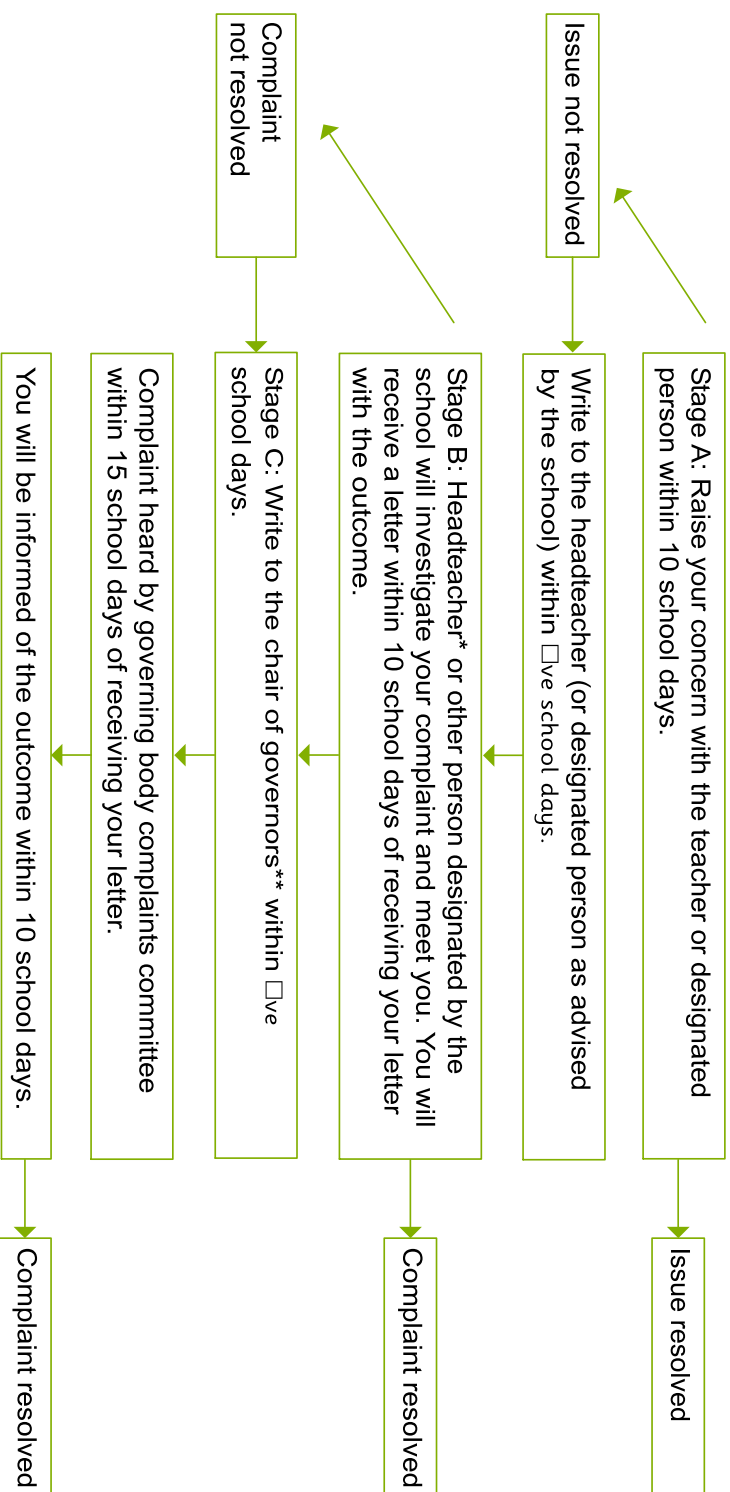 Stage A: Raise your concern with the teacher or designated
person within 10 school days.
Issue resolved
Issue not resolved
Write to the headteacher (or designated person as advised
by the school) within □ve school days.
Stage B: Headteacher* or other person designated by the
school will investigate your complaint and meet you. You will
receive a letter within 10 school days of receiving your letter
with the outcome.
Complaint resolved
Complaint
not resolved
Stage C: Write to the chair of governors** within □ve
school days.
Complaint heard by governing body complaints committee
within 15 school days of receiving your letter.
You will be informed of the outcome within 10 school days.
Complaint resolved